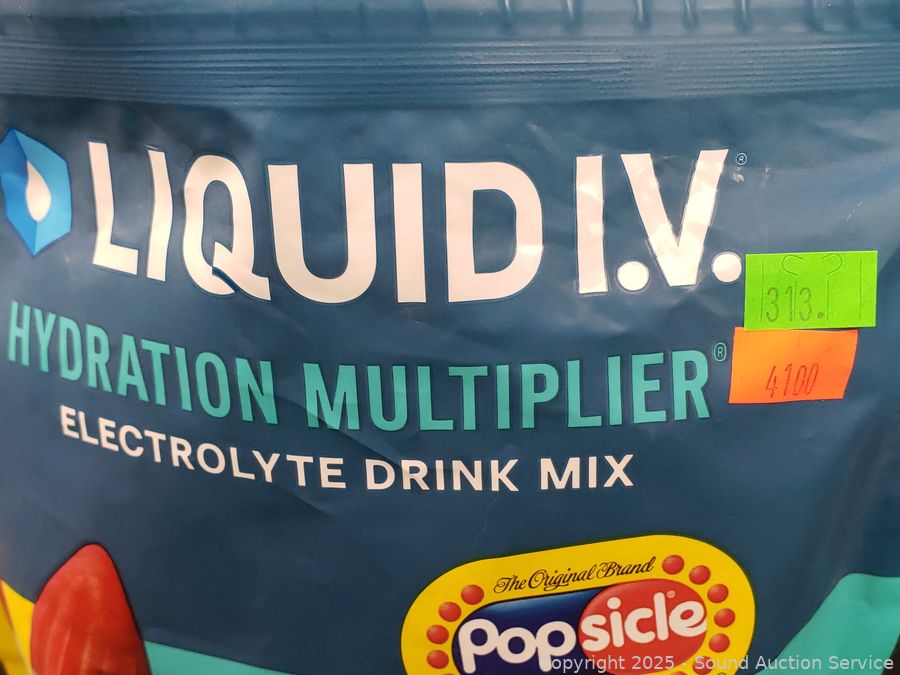 LIQUID I.V.®
313.
HYDRATION MULTIPLIER®
4100
ELECTROLYTE DRINK MIX
The Original Brand
Popsicle
Copyright 2025 - Sound Auction Service